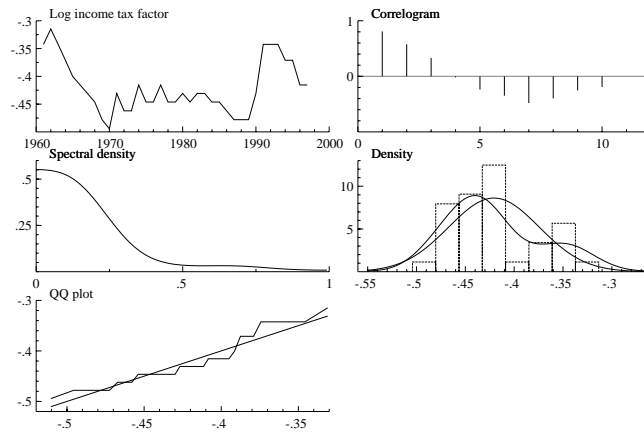 Log income tax factor
-.3
-.35
-.4
-.45
1960 1970 1980 1990 2000
Correlogram
1
0
0 5 10
Spectral density
.5
.25
0 .5 1
Density
10
5
-.55 -.5 -.45 -.4 -.35 -.3
QQ plot
-.3
-.4
-.5
-.5 -.45 -.4 -.35